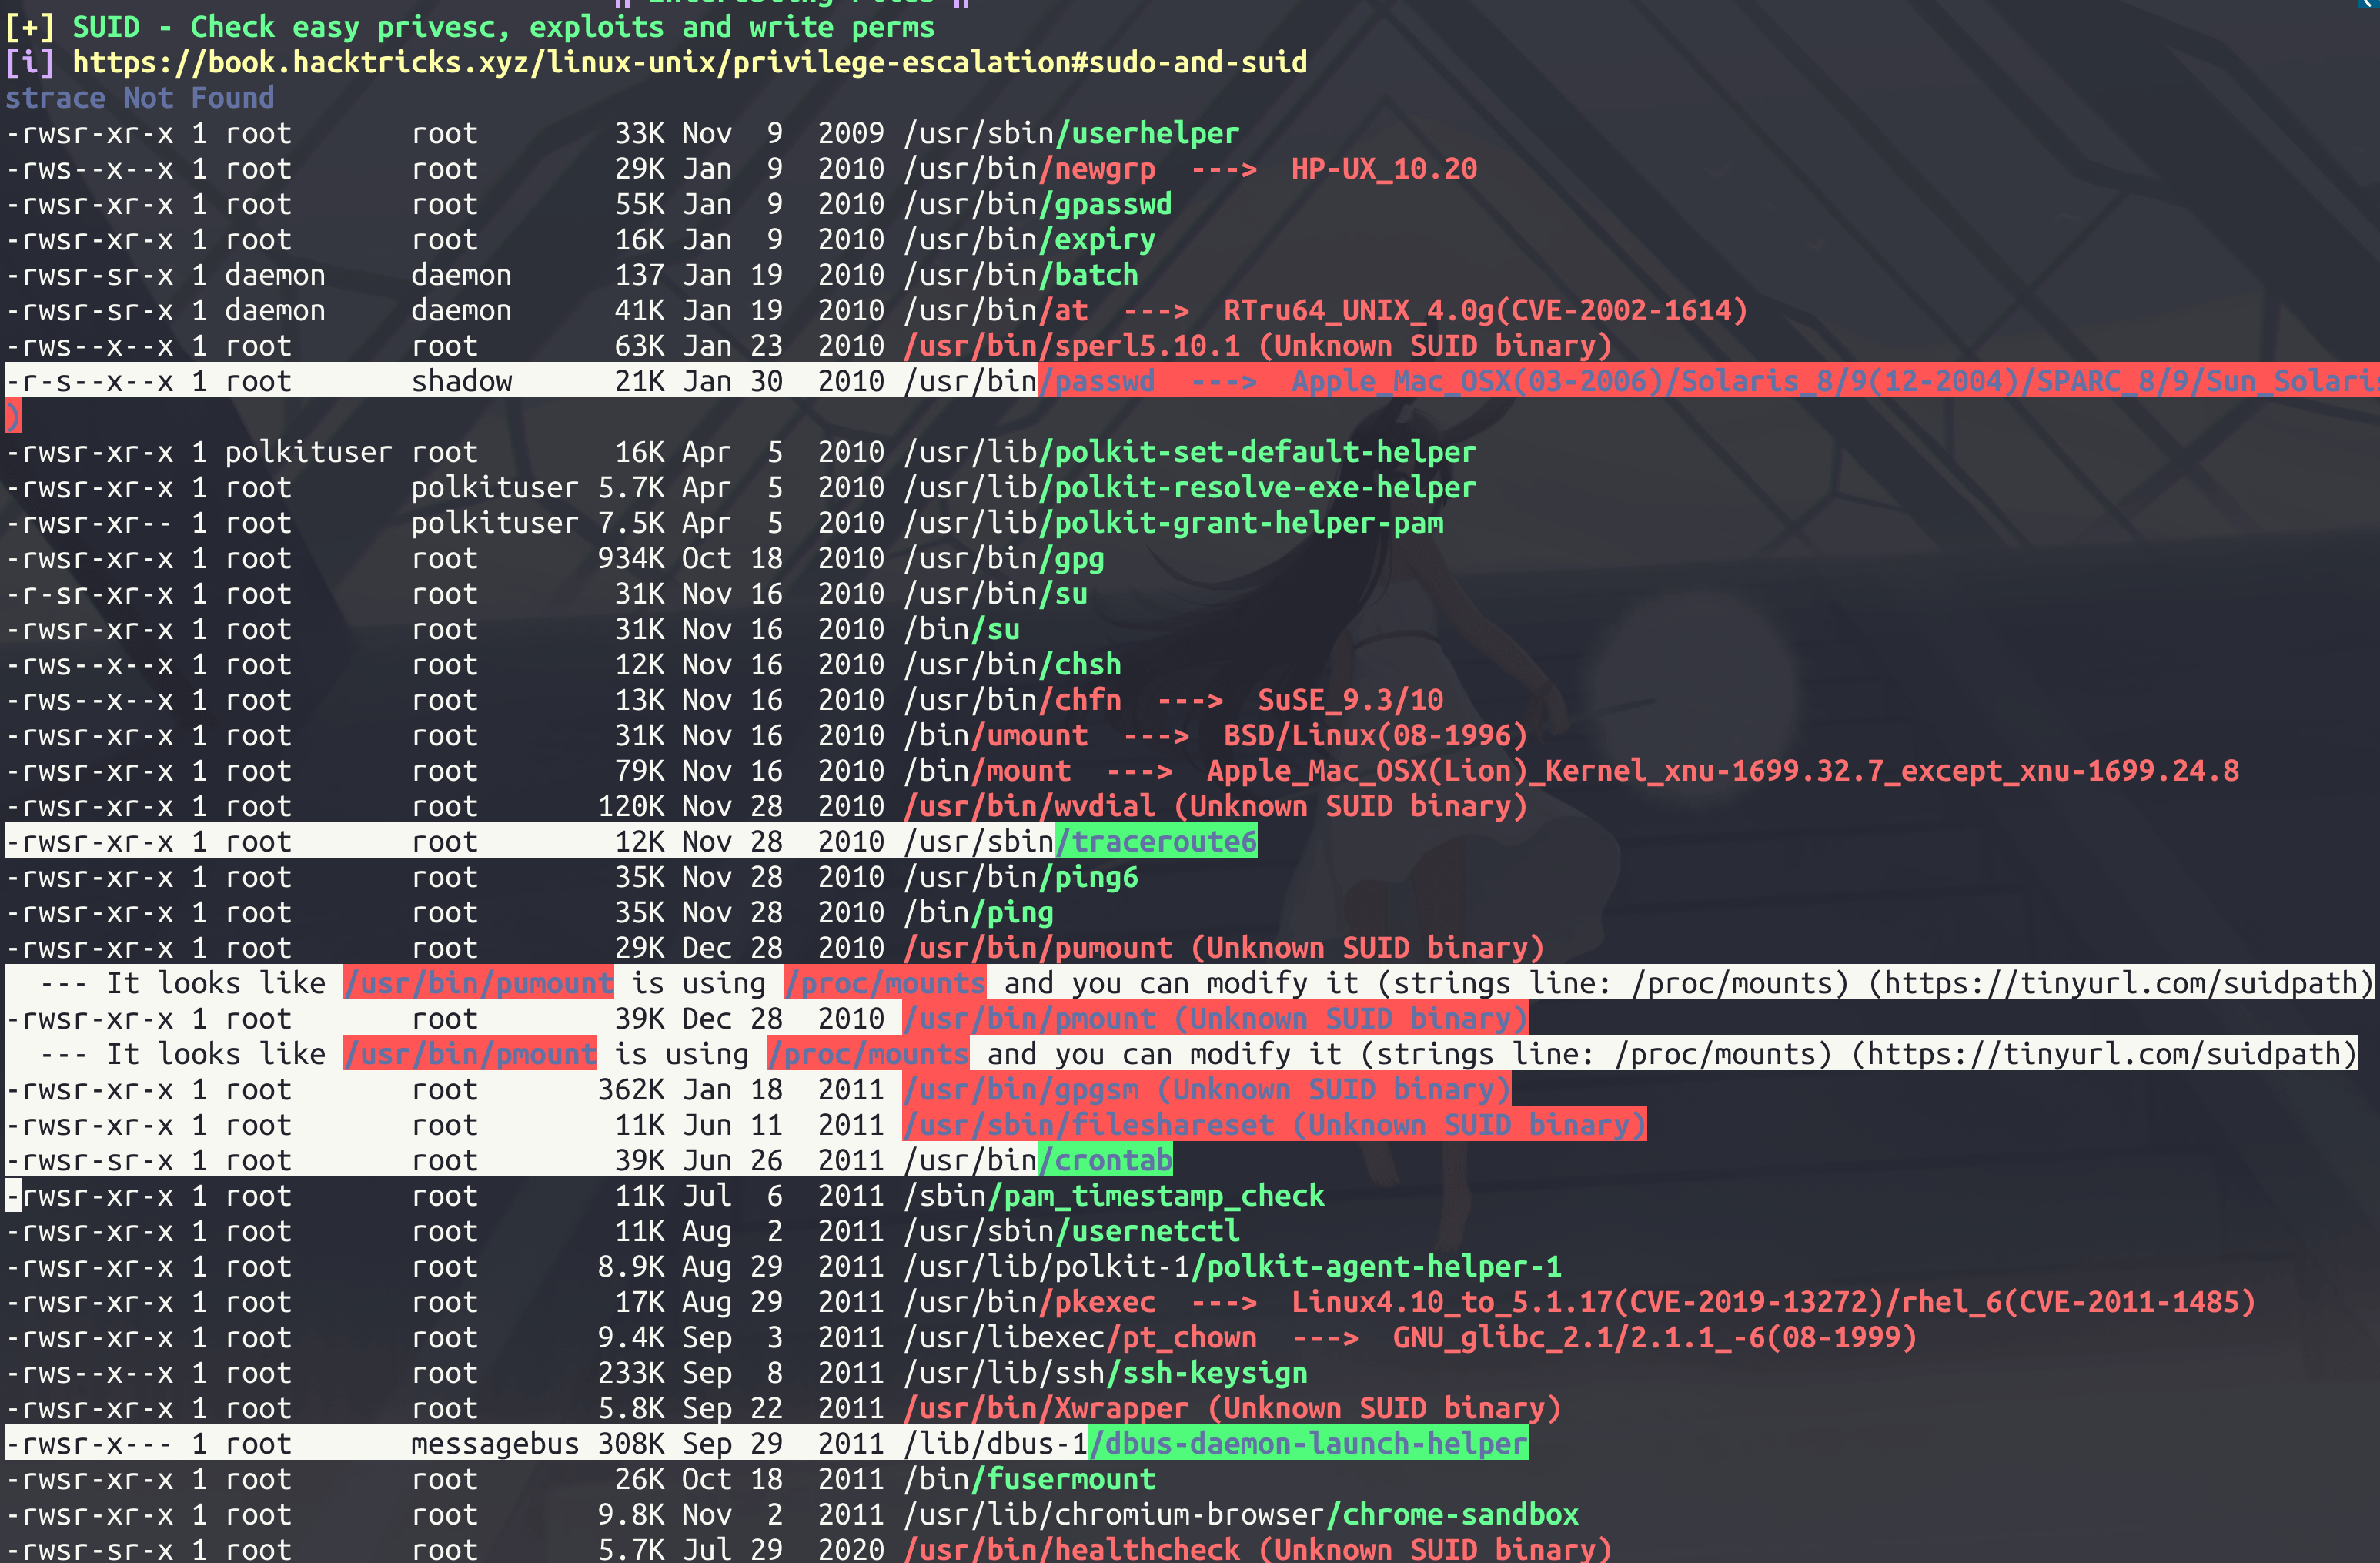 [+] SUID - Check easy privesc, exploits and write perms
[i] https://book.hacktricks.xyz/linux-unix/privilege-escalation#sudo-and-suid
strace Not Found
-rwsr-xr-x 1 root       root        33K Nov  9  2009 /usr/sbin/userhelper
-rws--x--x 1 root       root        29K Jan  9  2010 /usr/bin/newgrp  --->  HP-UX_10.20
-rwsr-xr-x 1 root       root        55K Jan  9  2010 /usr/bin/gpasswd
-rwsr-xr-x 1 root       root        16K Jan  9  2010 /usr/bin/expiry
-rwsr-sr-x 1 daemon     daemon      137 Jan 19  2010 /usr/bin/batch
-rwsr-sr-x 1 daemon     daemon      41K Jan 19  2010 /usr/bin/at  --->  RTru64_UNIX_4.0g(CVE-2002-1614)
-rws--x--x 1 root       root        63K Jan 23  2010 /usr/bin/sperl5.10.1 (Unknown SUID binary)
-r-s--x--x 1 root       shadow      21K Jan 30  2010 /usr/bin/passwd  --->  Apple_Mac_OSX(03-2006)/Solaris_8/9(12-2004)/SPARC_8/9/Sun_Solaris
)
-rwsr-xr-x 1 polkituser root        16K Apr  5  2010 /usr/lib/polkit-set-default-helper
-rwsr-xr-x 1 root       polkituser 5.7K Apr  5  2010 /usr/lib/polkit-resolve-exe-helper
-rwsr-xr-- 1 root       polkituser 7.5K Apr  5  2010 /usr/lib/polkit-grant-helper-pam
-rwsr-xr-x 1 root       root       934K Oct 18  2010 /usr/bin/gpg
-r-sr-xr-x 1 root       root        31K Nov 16  2010 /usr/bin/su
-rwsr-xr-x 1 root       root        31K Nov 16  2010 /bin/su
-rws--x--x 1 root       root        12K Nov 16  2010 /usr/bin/chsh
-rws--x--x 1 root       root        13K Nov 16  2010 /usr/bin/chfn  --->  SuSE_9.3/10
-rwsr-xr-x 1 root       root        31K Nov 16  2010 /bin/umount  --->  BSD/Linux(08-1996)
-rwsr-xr-x 1 root       root        79K Nov 16  2010 /bin/mount  --->  Apple_Mac_OSX(Lion)_Kernel_xnu-1699.32.7_except_xnu-1699.24.8
-rwsr-xr-x 1 root       root       120K Nov 28  2010 /usr/bin/wvdial (Unknown SUID binary)
-rwsr-xr-x 1 root       root        12K Nov 28  2010 /usr/sbin/traceroute6
-rwsr-xr-x 1 root       root        35K Nov 28  2010 /usr/bin/ping6
-rwsr-xr-x 1 root       root        35K Nov 28  2010 /bin/ping
-rwsr-xr-x 1 root       root        29K Dec 28  2010 /usr/bin/pumount (Unknown SUID binary)
  --- It looks like /usr/bin/pumount is using /proc/mounts and you can modify it (strings line: /proc/mounts) (https://tinyurl.com/suidpath)
-rwsr-xr-x 1 root       root        39K Dec 28  2010 /usr/bin/pmount (Unknown SUID binary)
  --- It looks like /usr/bin/pmount is using /proc/mounts and you can modify it (strings line: /proc/mounts) (https://tinyurl.com/suidpath)
-rwsr-xr-x 1 root       root       362K Jan 18  2011 /usr/bin/gpgsm (Unknown SUID binary)
-rwsr-xr-x 1 root       root        11K Jun 11  2011 /usr/sbin/fileshareset (Unknown SUID binary)
-rwsr-sr-x 1 root       root        39K Jun 26  2011 /usr/bin/crontab
-rwsr-xr-x 1 root       root        11K Jul  6  2011 /sbin/pam_timestamp_check
-rwsr-xr-x 1 root       root        11K Aug  2  2011 /usr/sbin/usernetctl
-rwsr-xr-x 1 root       root       8.9K Aug 29  2011 /usr/lib/polkit-1/polkit-agent-helper-1
-rwsr-xr-x 1 root       root        17K Aug 29  2011 /usr/bin/pkexec  --->  Linux4.10_to_5.1.17(CVE-2019-13272)/rhel_6(CVE-2011-1485)
-rwsr-xr-x 1 root       root       9.4K Sep  3  2011 /usr/libexec/pt_chown  --->  GNU_glibc_2.1/2.1.1_-6(08-1999)
-rws--x--x 1 root       root       233K Sep  8  2011 /usr/lib/ssh/ssh-keysign
-rwsr-xr-x 1 root       root       5.8K Sep 22  2011 /usr/bin/Xwrapper (Unknown SUID binary)
-rwsr-x--- 1 root       messagebus 308K Sep 29  2011 /lib/dbus-1/dbus-daemon-launch-helper
-rwsr-xr-x 1 root       root        26K Oct 18  2011 /bin/fusermount
-rwsr-xr-x 1 root       root       9.8K Nov  2  2011 /usr/lib/chromium-browser/chrome-sandbox
-rwsr-sr-x 1 root       root       5.7K Jul 29  2020 /usr/bin/healthcheck (Unknown SUID binary)